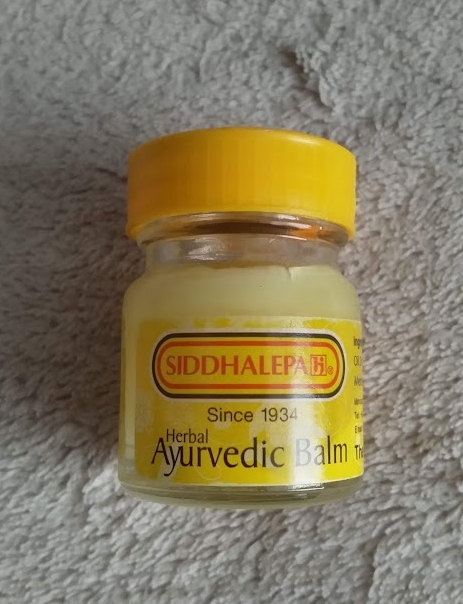 SIDDHALEPA ®
Since 1934
Herbal
Ayurvedic Balm